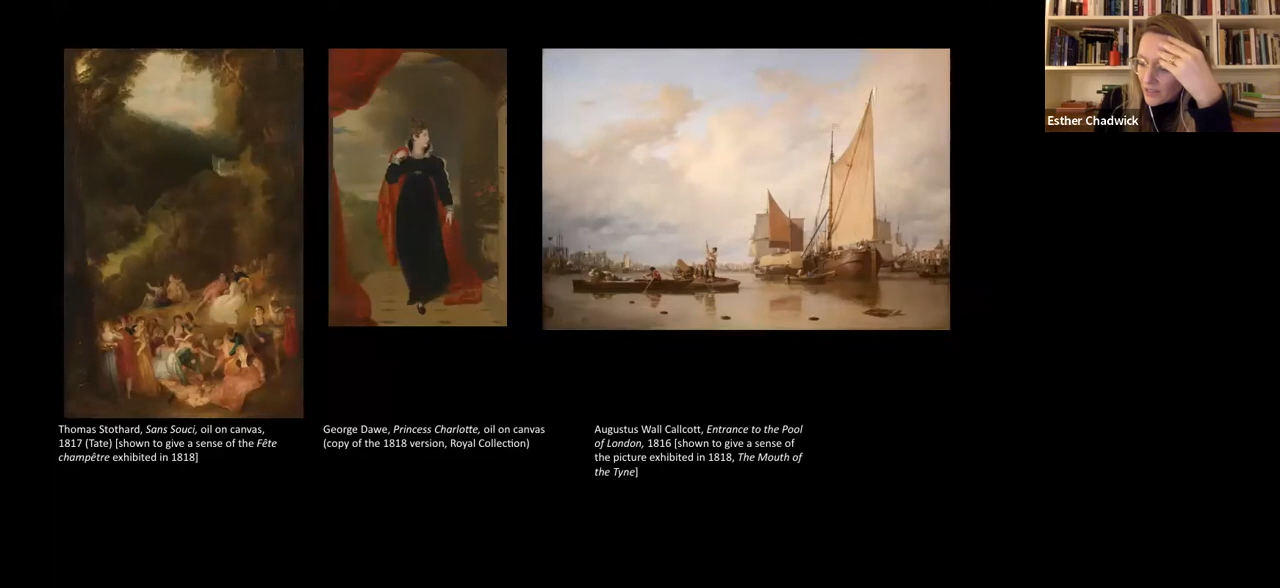 Esther Chadwick
Thomas Stothard, Sans Souci, oil on canvas,
1817 (Tate) [shown to give a sense of the Fête
champêtre exhibited in 1818]
George Dawe, Princess Charlotte, oil on canvas
(copy of the 1818 version, Royal Collection)
Augustus Wall Callcott, Entrance to the Pool
of London, 1816 [shown to give a sense of
the picture exhibited in 1818, The Mouth of
the Tyne]